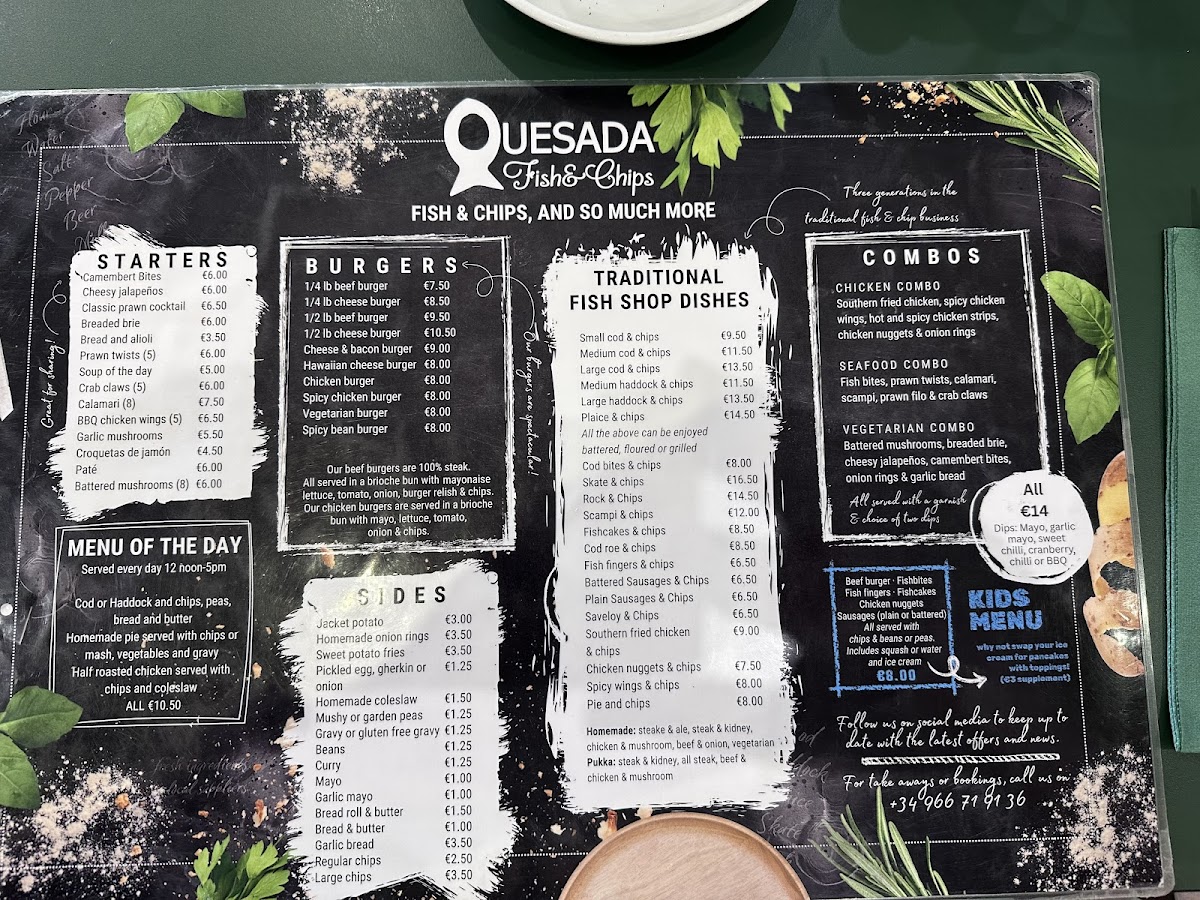 Flour
Water
Salt
Pepper
Beer
QUESADA
Fish & Chips
FISH & CHIPS, AND SO MUCH MORE
Three generations in the
traditional fish & chip business
STARTERS
Camembert Bites €6.00
Cheesy jalapeños €6.00
Classic prawn cocktail €6.50
Breaded brie €6.00
Bread and alioli €3.50
Prawn twists (5) €6.00
Soup of the day €5.00
Crab claws (5) €6.00
Calamari (8) €7.50
BBQ chicken wings (5) €6.50
Garlic mushrooms €5.50
Croquetas de jamón €4.50
Paté €6.00
Battered mushrooms (8) €6.00
Great for sharing!
MENU OF THE DAY
Served every day 12 noon-5pm
Cod or Haddock and chips, peas,
bread and butter
Homemade pie served with chips or
mash, vegetables and gravy
Half roasted chicken served with
chips and coleslaw
ALL €10.50
BURGERS
1/4 lb beef burger €7.50
1/4 lb cheese burger €8.50
1/2 lb beef burger €9.50
1/2 lb cheese burger €10.50
Cheese & bacon burger €9.00
Hawaiian cheese burger €8.00
Chicken burger €8.00
Spicy chicken burger €8.00
Vegetarian burger €8.00
Spicy bean burger €8.00
Our beef burgers are 100% steak.
All served in a brioche bun with mayonaise
lettuce, tomato, onion, burger relish & chips.
Our chicken burgers are served in a brioche
bun with mayo, lettuce, tomato,
onion & chips.
Our burgers are spectacular!
SIDES
Jacket potato €3.00
Homemade onion rings €3.50
Sweet potato fries €3.50
Pickled egg, gherkin or €1.25
onion
Homemade coleslaw €1.50
Mushy or garden peas €1.25
Gravy or gluten free gravy €1.25
Beans €1.25
Curry €1.25
Mayo €1.00
Garlic mayo €1.00
Bread roll & butter €1.50
Bread & butter €1.00
Garlic bread €3.50
Regular chips €2.50
Large chips €3.50
TRADITIONAL
FISH SHOP DISHES
Small cod & chips €9.50
Medium cod & chips €11.50
Large cod & chips €13.50
Medium haddock & chips €11.50
Large haddock & chips €13.50
Plaice & chips €14.50
All the above can be enjoyed
battered, floured or grilled
Cod bites & chips €8.00
Skate & chips €16.50
Rock & Chips €14.50
Scampi & chips €12.00
Fishcakes & chips €8.50
Cod roe & chips €8.50
Fish fingers & chips €6.50
Battered Sausages & Chips €6.50
Plain Sausages & Chips €6.50
Saveloy & Chips €6.50
Southern fried chicken €9.00
& chips
Chicken nuggets & chips €7.50
Spicy wings & chips €8.00
Pie and chips €8.00
Homemade: steake & ale, steak & kidney,
chicken & mushroom, beef & onion, vegetarian
Pukka: steak & kidney, all steak, beef &
chicken & mushroom
COMBOS
CHICKEN COMBO
Southern fried chicken, spicy chicken
wings, hot and spicy chicken strips,
chicken nuggets & onion rings
SEAFOOD COMBO
Fish bites, prawn twists, calamari,
scampi, prawn filo & crab claws
VEGETARIAN COMBO
Battered mushrooms, breaded brie,
cheesy jalapeños, camembert bites,
onion rings & garlic bread
All served with a garnish
& choice of two dips
All
€14
Dips: Mayo, garlic
mayo, sweet
chilli, cranberry,
chilli or BBQ
Beef burger · Fishbites
Fish fingers · Fishcakes
Chicken nuggets
Sausages (plain or battered)
All served with
chips & beans or peas.
Includes squash or water
and ice cream
€8.00
KIDS
MENU
why not swap your ice
cream for pancakes
with toppings!
(€3 supplement)
Follow us on social media to keep up to
date with the latest offers and news.
For take aways or bookings, call us on
+34 966 71 91 36